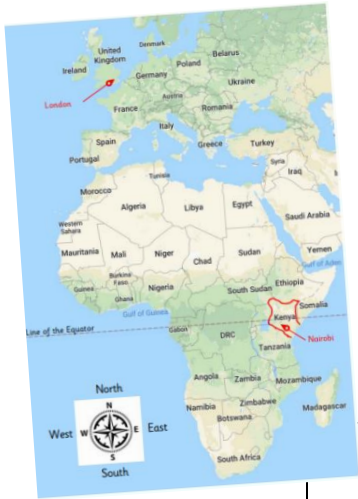 Denmark
United
Kingdom
Belarus
Ireland
Poland
Germany
London
Ukraine
Austria
France
Romania
Italy
Spain
Greece
Turkey
Portugal
Syria
Tunisia
Iraq
Morocco
Algeria
Libya
Egypt
Western
Sahara
Saudi Arabia
Mauritania
Mali
Niger
Chad
Sudan
Yemen
Gulf of Aden
Burkina
Faso
Guinea
Nigeria
Ghana
South Sudan
Ethiopia
Somalia
Gulf of Guinea
Kenya
Line of the Equator
Gabon
DRC
Nairobi
Tanzania
Angola
Zambia
Mozambique
Zimbabwe
Namibia
Madagascar
Botswana
South Africa
North
N
West W E East
S
South